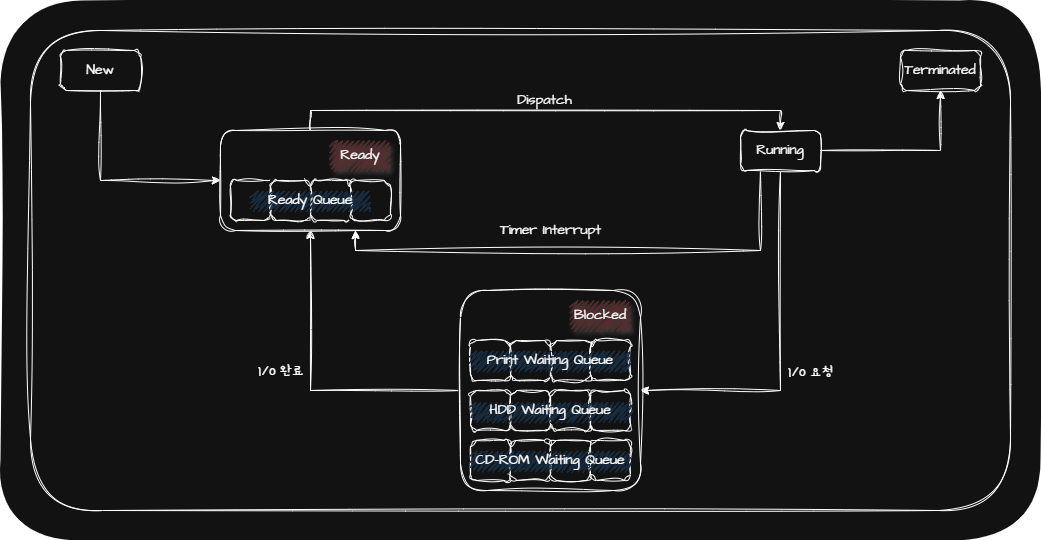 New
Terminated
Dispatch
Ready
Running
Ready Queue
Timer Interrupt
Blocked
Print Waiting Queue
I/O 완료
I/O 요청
HDD Waiting Queue
CD-ROM Waiting Queue